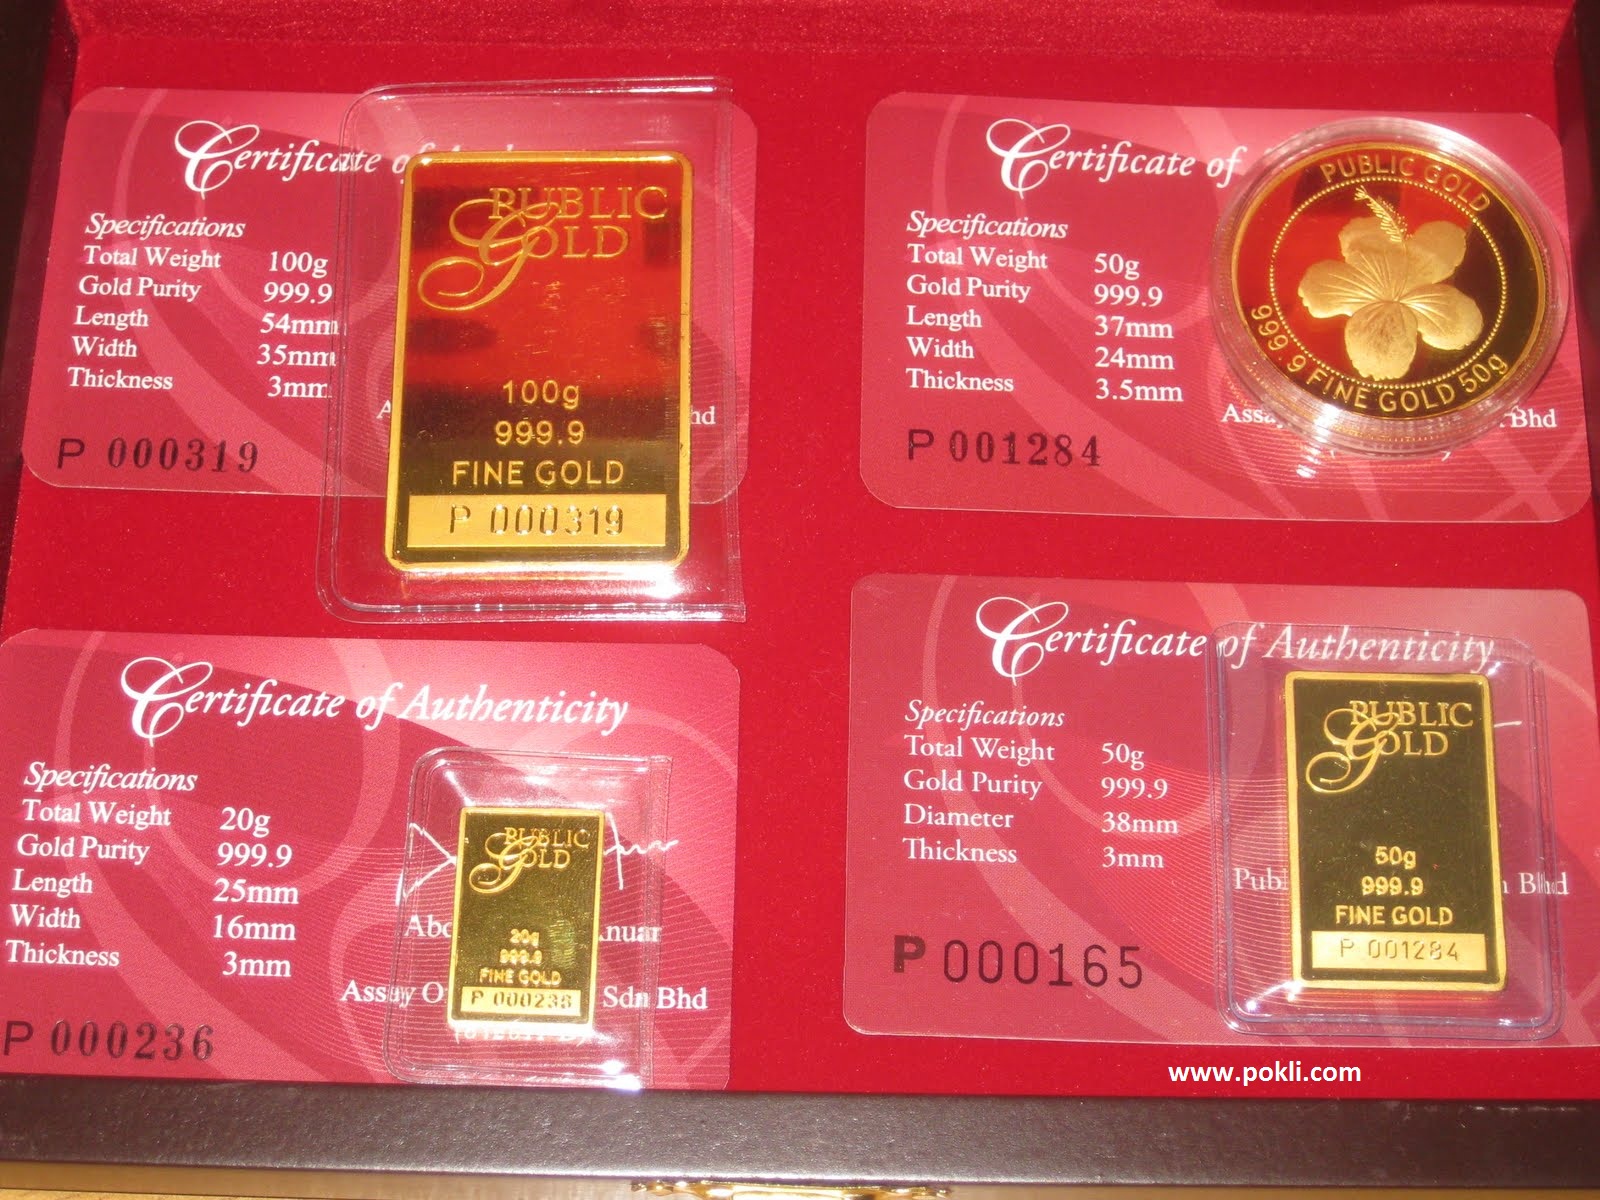 Certificate of
Specifications
Total Weight 100g
Gold Purity 999.9
Length 54mm
Width 35mm
Thickness 3mm
P 000319
hd
PUBLIC
GOLD
100g
999.9
FINE GOLD
P 000319
Certificate of
Specifications
Total Weight 50g
Gold Purity 999.9
Length 37mm
Width 24mm
Thickness 3.5mm
Bhd
P 001284
PUBLIC GOLD
999.9 FINE GOLD 50g
Certificate of Authenticity
Specifications
Total Weight 20g
Gold Purity 999.9
Length 25mm
Width 16mm
Thickness 3mm
Sdn Bhd
P 000236
PUBLIC
GOLD
20g
999.9
FINE GOLD
P 000236
Certificate of Authenticity
Specifications
Total Weight 50g
Gold Purity 999.9
Diameter 38mm
Thickness 3mm
Publ Bhd
P 000165
PUBLIC
GOLD
50g
999.9
FINE GOLD
P 001284
www.pokli.com